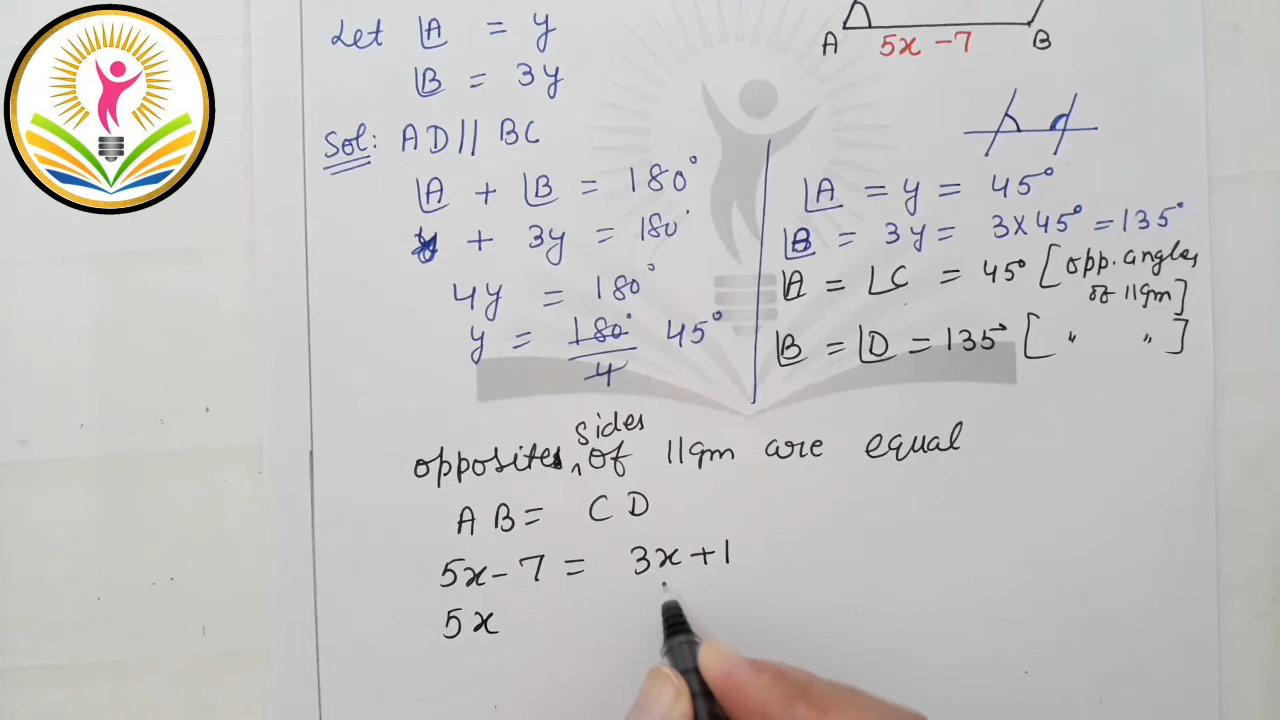 Let ∠A = y
∠B = 3y
A 5x - 7 B
Sol: AD || BC
∠A + ∠B = 180°
y + 3y = 180°
4y = 180°
y = 180°/4 45°
∠A = y = 45°
∠B = 3y = 3×45° = 135°
∠A = ∠C = 45° [opp. angles
of ||gm]
∠B = ∠D = 135° [ " " ]
opposite sides of ||gm are equal
AB = CD
5x - 7 = 3x + 1
5x